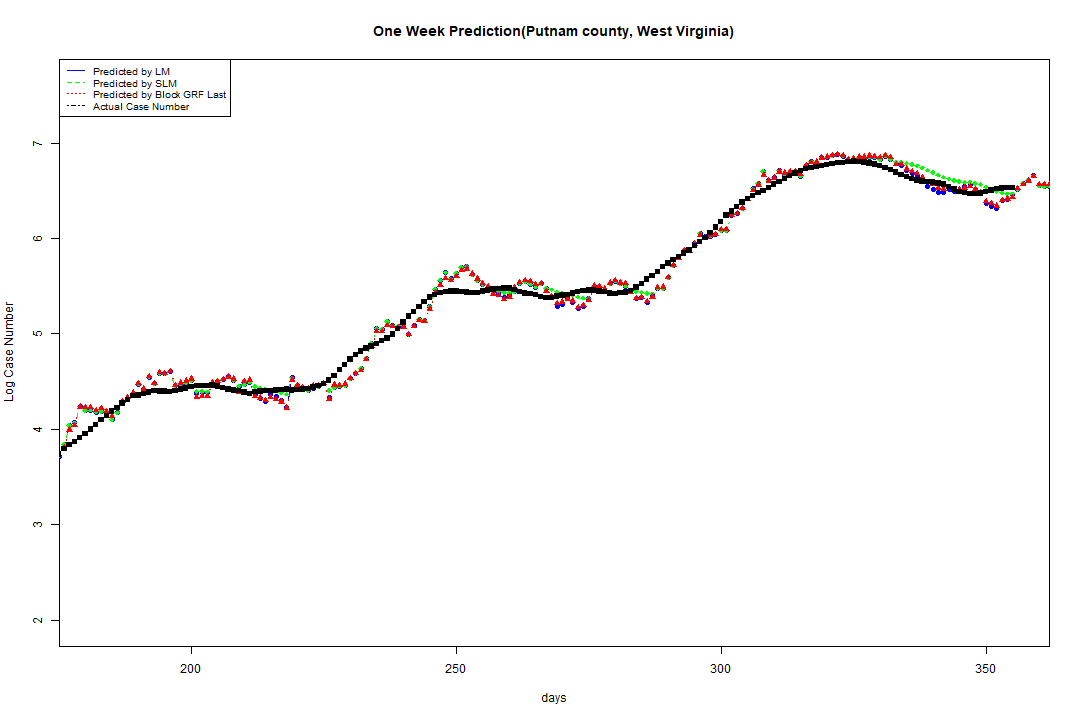 One Week Prediction(Putnam county, West Virginia)
Predicted by LM
Predicted by SLM
Predicted by Block GRF Last
Actual Case Number
7
6
5
4
3
2
Log Case Number
200 250 300 350
days